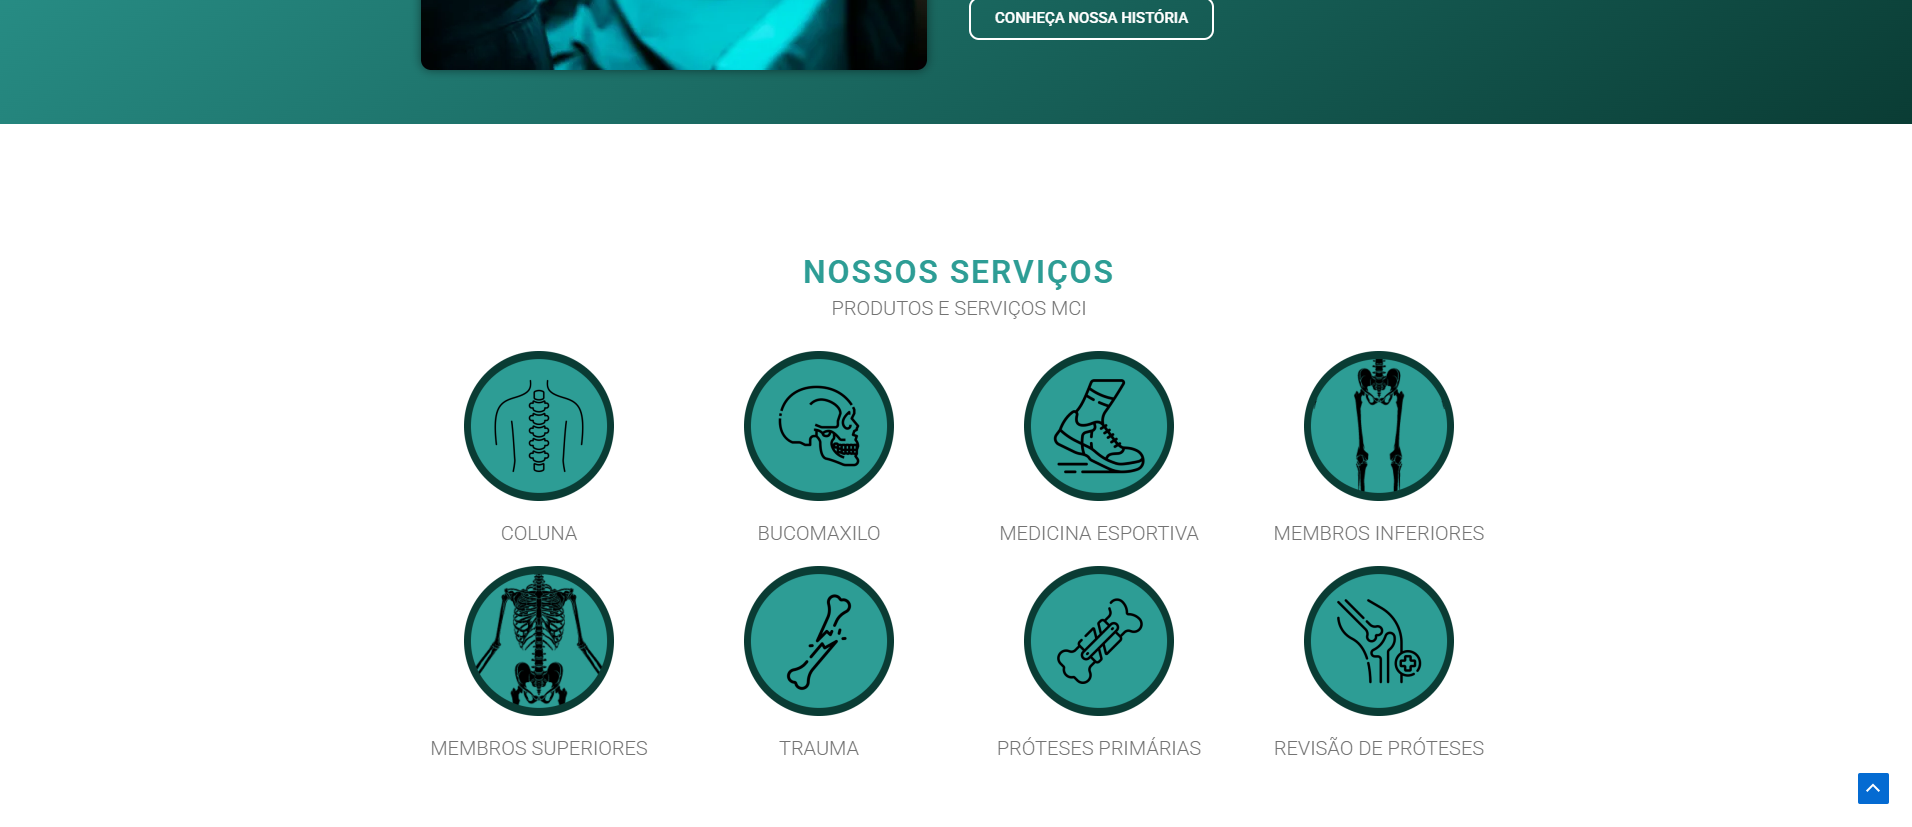 CONHEÇA NOSSA HISTÓRIA
NOSSOS SERVIÇOS
PRODUTOS E SERVIÇOS MCI
COLUNA
BUCOMAXILO
MEDICINA ESPORTIVA
MEMBROS INFERIORES
MEMBROS SUPERIORES
TRAUMA
PRÓTESES PRIMÁRIAS
REVISÃO DE PRÓTESES